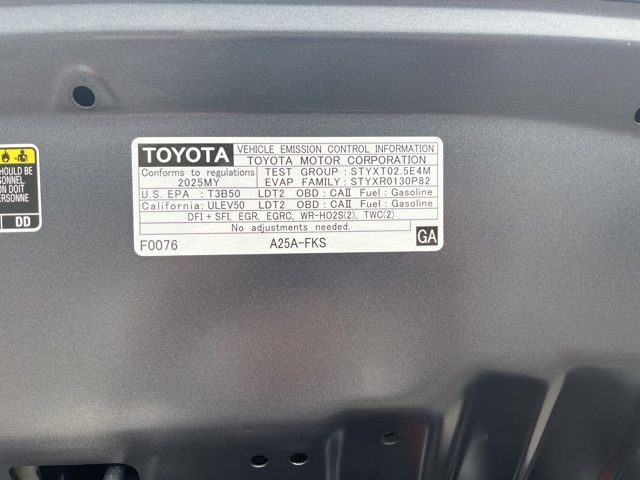 TOYOTA
VEHICLE EMISSION CONTROL INFORMATION
TOYOTA MOTOR CORPORATION
Conforms to regulations
2025MY
TEST GROUP : STYXT02.5E4M
EVAP FAMILY : STYXR0130P82
U.S. EPA : T3B50 LDT2 OBD : CAII Fuel : Gasoline
California: ULEV50 LDT2 OBD : CAII Fuel : Gasoline
DFI + SFI, EGR, EGRC, WR-HO2S(2), TWC(2)
No adjustments needed.
F0076 A25A-FKS GA
SHOULD BE
SONNEL.
ON DOIT
PERSONNE
DD